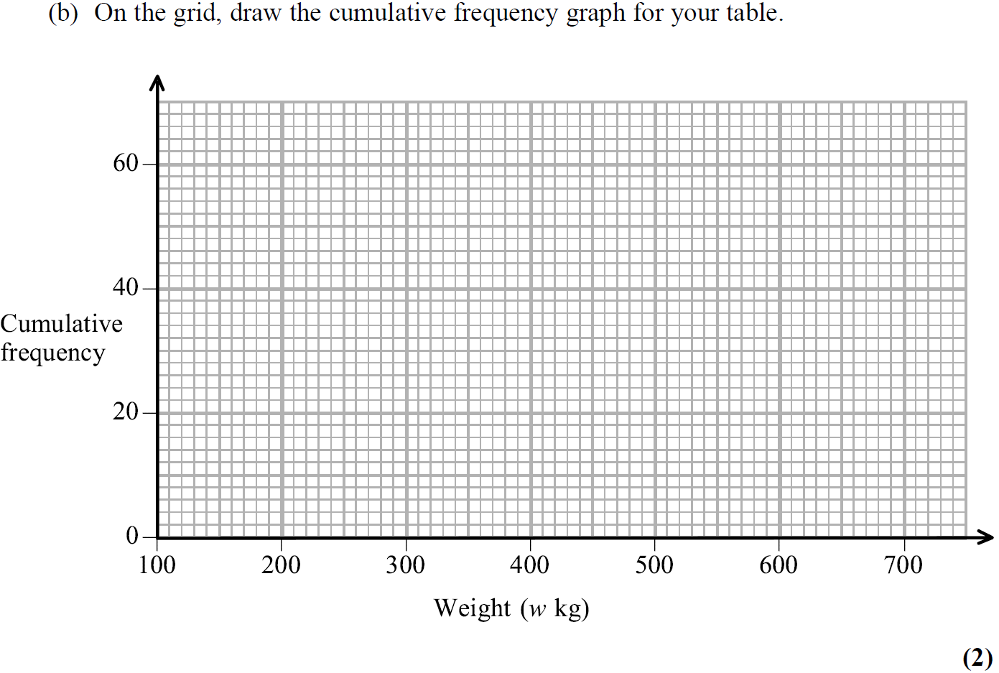 (b) On the grid, draw the cumulative frequency graph for your table.
60
40
Cumulative
frequency
20
0
100 200 300 400 500 600 700
Weight (w kg)
(2)